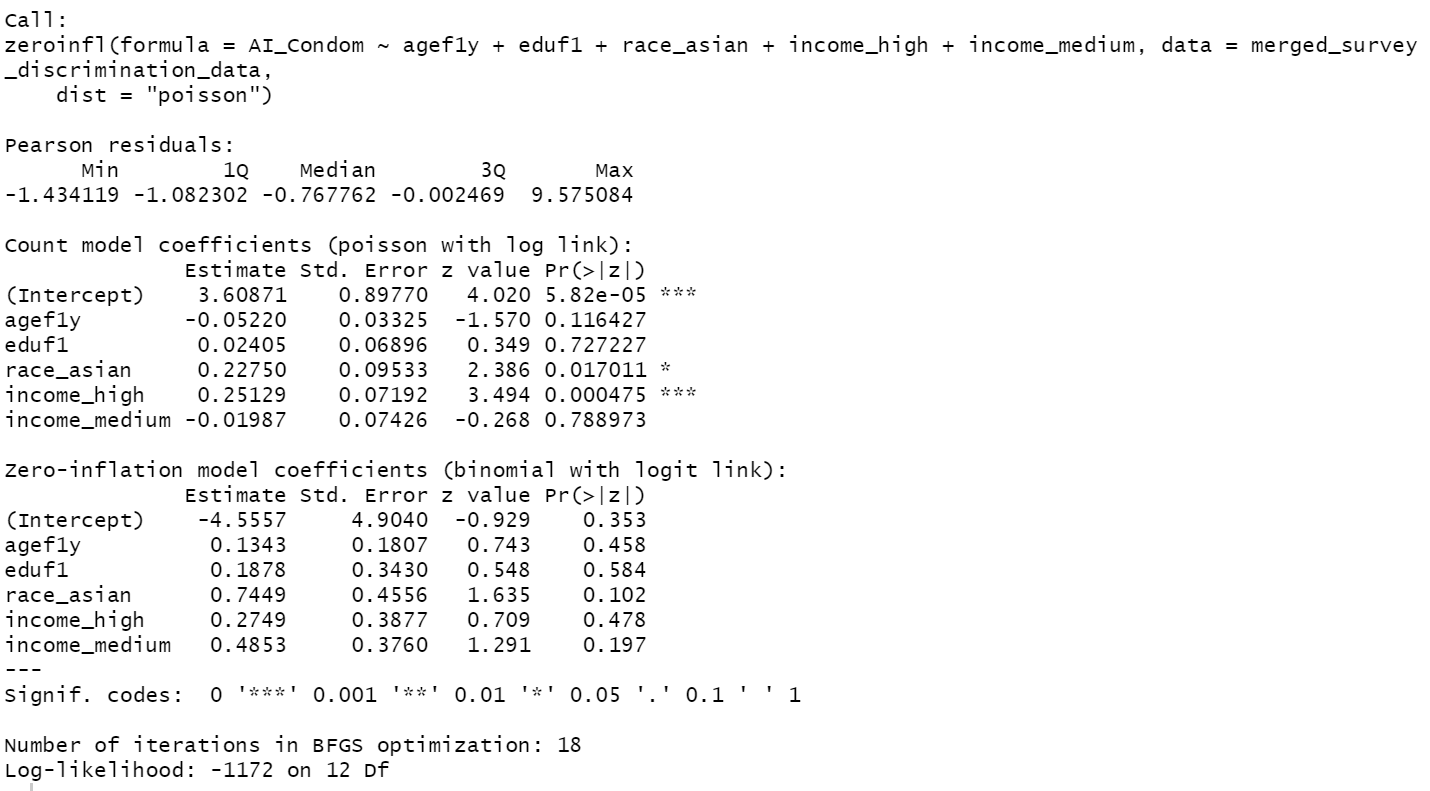 Call:
zeroinfl(formula = AI_Condom ~ agef1y + eduf1 + race_asian + income_high + income_medium, data = merged_survey
_discrimination_data,
    dist = "poisson")

Pearson residuals:
      Min        1Q    Median        3Q       Max
-1.434119 -1.082302 -0.767762 -0.002469  9.575084

Count model coefficients (poisson with log link):
              Estimate Std. Error z value Pr(>|z|)
(Intercept)    3.60871    0.89770   4.020 5.82e-05 ***
agef1y        -0.05220    0.03325  -1.570 0.116427
eduf1          0.02405    0.06896   0.349 0.727227
race_asian     0.22750    0.09533   2.386 0.017011 *
income_high    0.25129    0.07192   3.494 0.000475 ***
income_medium -0.01987    0.07426  -0.268 0.788973

Zero-inflation model coefficients (binomial with logit link):
              Estimate Std. Error z value Pr(>|z|)
(Intercept)    -4.5557     4.9040  -0.929    0.353
agef1y          0.1343     0.1807   0.743    0.458
eduf1           0.1878     0.3430   0.548    0.584
race_asian      0.7449     0.4556   1.635    0.102
income_high     0.2749     0.3877   0.709    0.478
income_medium   0.4853     0.3760   1.291    0.197
---
Signif. codes:  0 '***' 0.001 '**' 0.01 '*' 0.05 '.' 0.1 ' ' 1

Number of iterations in BFGS optimization: 18
Log-likelihood: -1172 on 12 Df